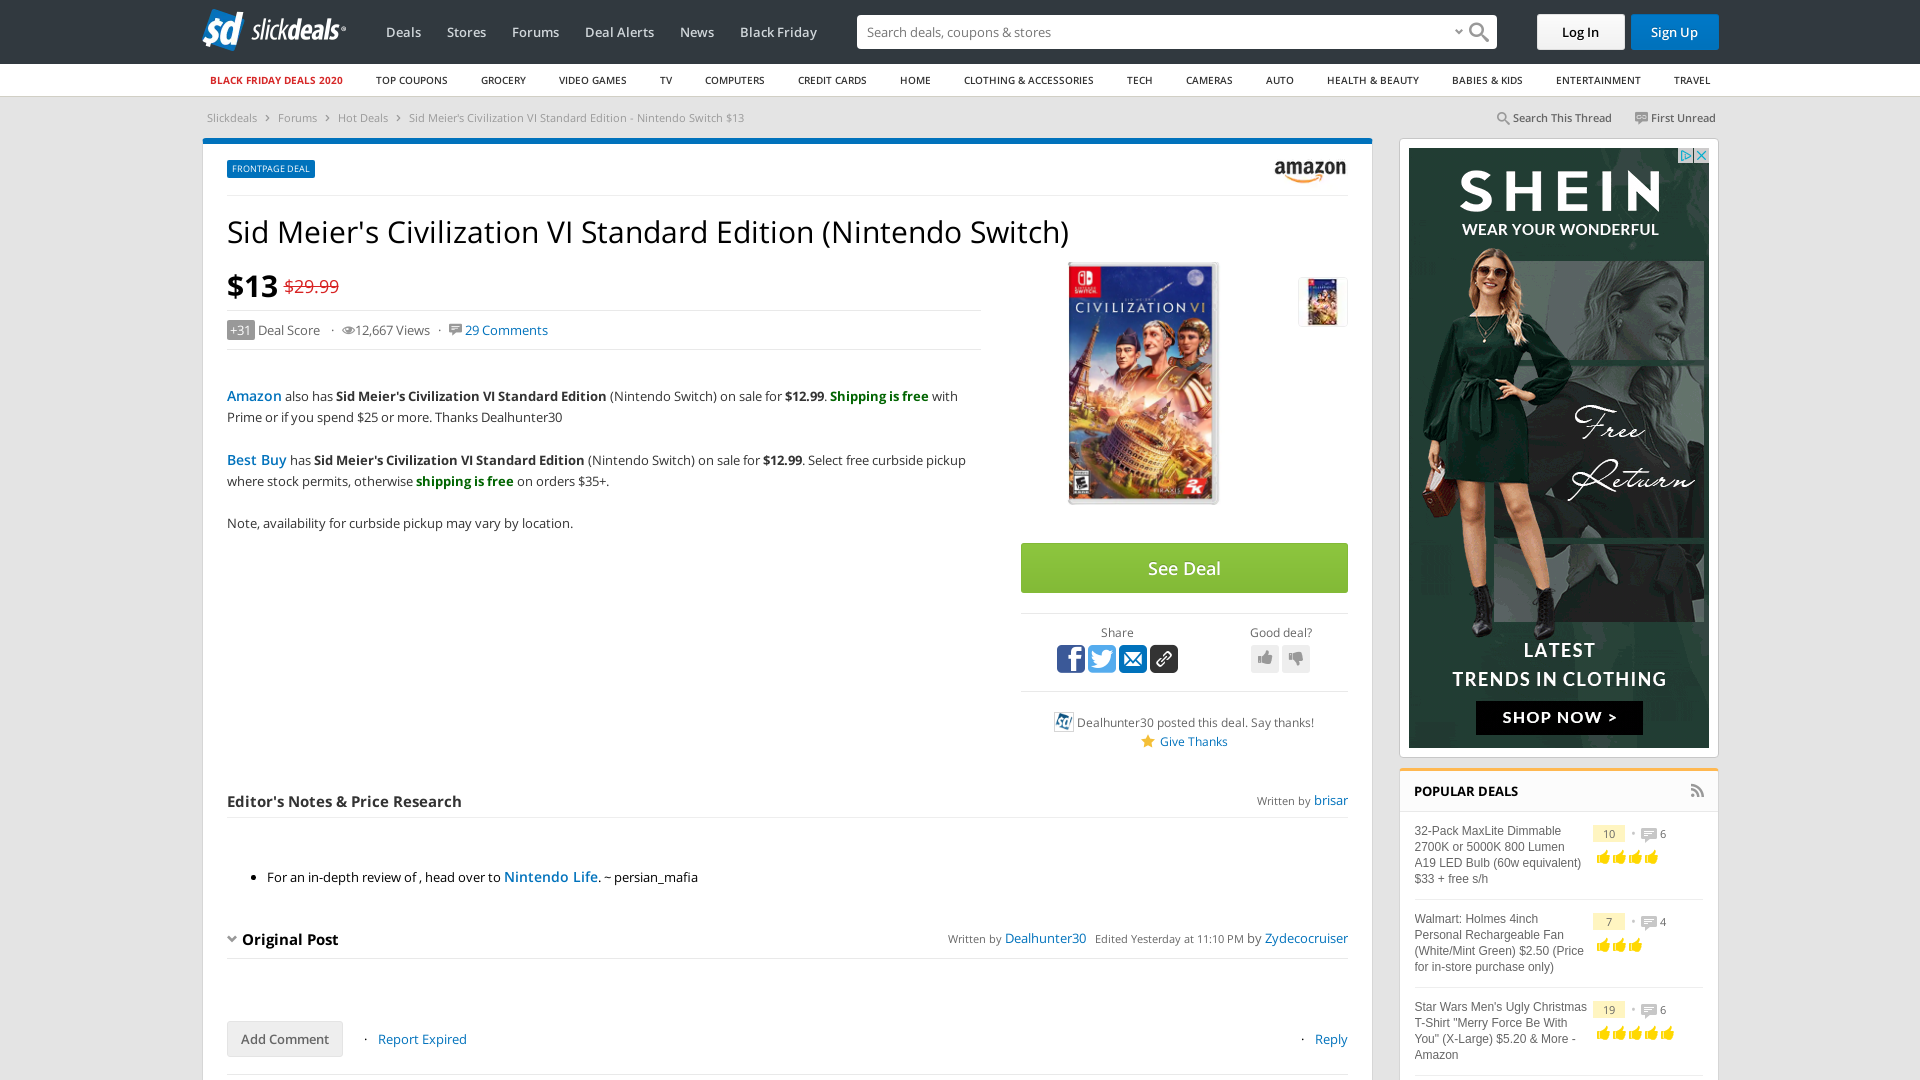 slickdeals
Deals
Stores
Forums
Deal Alerts
News
Black Friday
Search deals, coupons & stores
Log In
Sign Up
BLACK FRIDAY DEALS 2020
TOP COUPONS
GROCERY
VIDEO GAMES
TV
COMPUTERS
CREDIT CARDS
HOME
CLOTHING & ACCESSORIES
TECH
CAMERAS
AUTO
HEALTH & BEAUTY
BABIES & KIDS
ENTERTAINMENT
TRAVEL
Slickdeals › Forums › Hot Deals › Sid Meier's Civilization VI Standard Edition - Nintendo Switch $13
Search This Thread
First Unread
FRONTPAGE DEAL
amazon
Sid Meier's Civilization VI Standard Edition (Nintendo Switch)
$13 $29.99
+31 Deal Score · 12,667 Views · 29 Comments
Amazon also has Sid Meier's Civilization VI Standard Edition (Nintendo Switch) on sale for $12.99. Shipping is free with
Prime or if you spend $25 or more. Thanks Dealhunter30
Best Buy has Sid Meier's Civilization VI Standard Edition (Nintendo Switch) on sale for $12.99. Select free curbside pickup
where stock permits, otherwise shipping is free on orders $35+.
Note, availability for curbside pickup may vary by location.
CIVILIZATION VI
2K
See Deal
Share
Good deal?
Dealhunter30 posted this deal. Say thanks!
Give Thanks
Editor's Notes & Price Research
Written by brisar
• For an in-depth review of , head over to Nintendo Life. ~ persian_mafia
Original Post
Written by Dealhunter30 Edited Yesterday at 11:10 PM by Zydecocruiser
Add Comment
· Report Expired
· Reply
SHEIN
WEAR YOUR WONDERFUL
Free
Return
LATEST
TRENDS IN CLOTHING
SHOP NOW >
POPULAR DEALS
32-Pack MaxLite Dimmable
2700K or 5000K 800 Lumen
A19 LED Bulb (60w equivalent)
$33 + free s/h
10 • 6
Walmart: Holmes 4inch
Personal Rechargeable Fan
(White/Mint Green) $2.50 (Price
for in-store purchase only)
7 • 4
Star Wars Men's Ugly Christmas
T-Shirt "Merry Force Be With
You" (X-Large) $5.20 & More -
Amazon
19 • 6